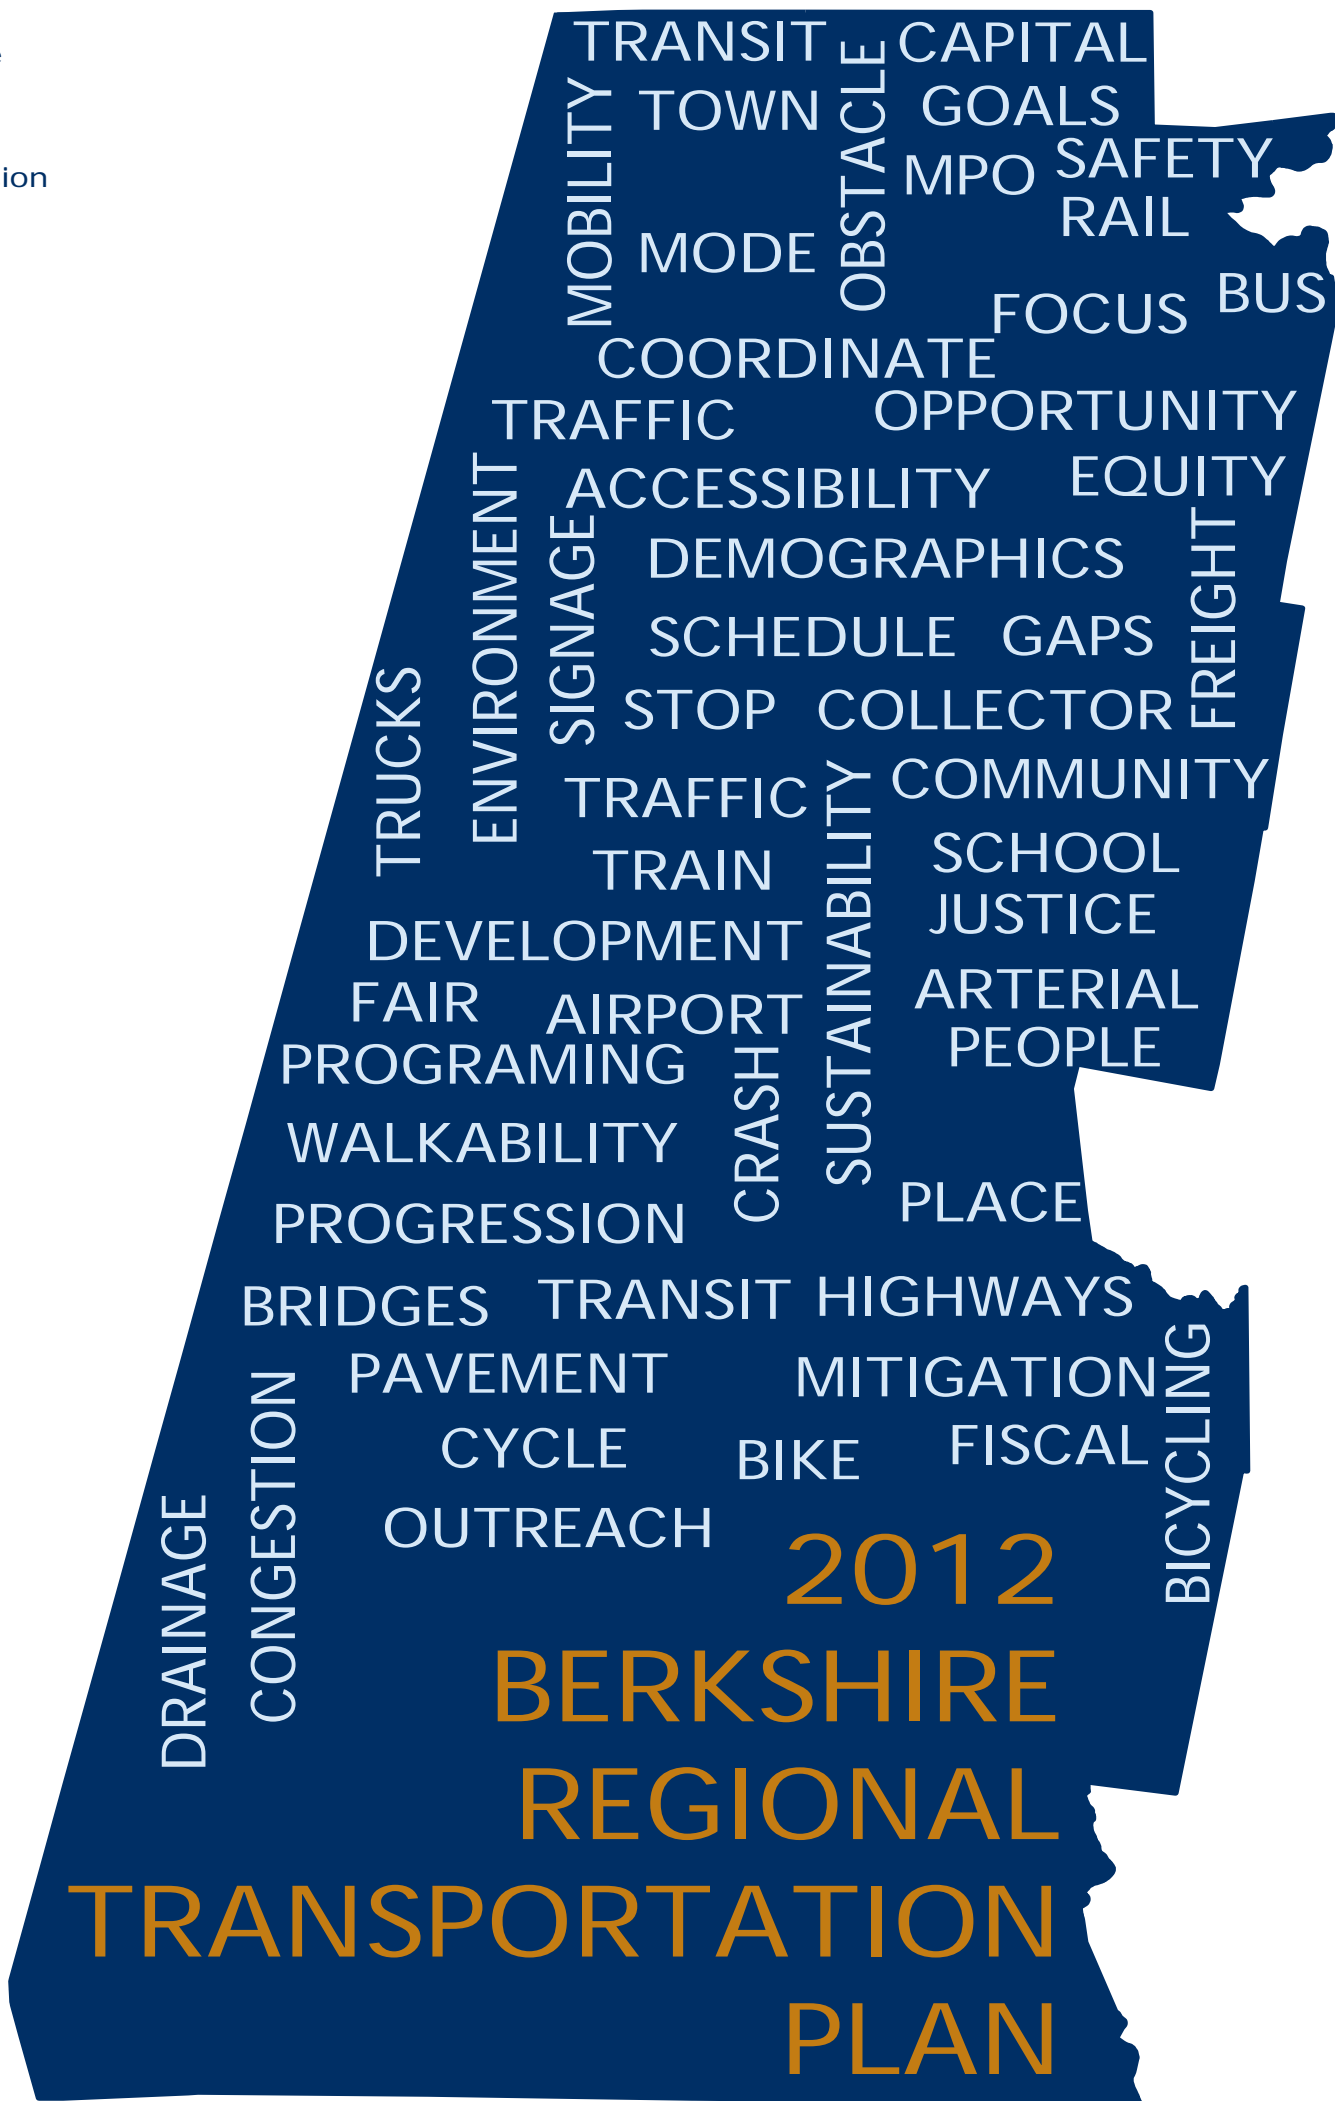 ion
TRANSIT
CAPITAL
OBSTACLE
MOBILITY
TOWN
GOALS
MPO
SAFETY
RAIL
MODE
BUS
FOCUS
COORDINATE
TRAFFIC
OPPORTUNITY
ENVIRONMENT
ACCESSIBILITY
EQUITY
SIGNAGE
DEMOGRAPHICS
FREIGHT
SCHEDULE
GAPS
TRUCKS
STOP
COLLECTOR
TRAFFIC
SUSTAINABILITY
COMMUNITY
TRAIN
SCHOOL
JUSTICE
DEVELOPMENT
FAIR
AIRPORT
ARTERIAL
PROGRAMING
CRASH
PEOPLE
WALKABILITY
PLACE
PROGRESSION
BRIDGES
TRANSIT
HIGHWAYS
BICYCLING
CONGESTION
PAVEMENT
MITIGATION
CYCLE
BIKE
FISCAL
DRAINAGE
OUTREACH
2012
BERKSHIRE
REGIONAL
TRANSPORTATION
PLAN